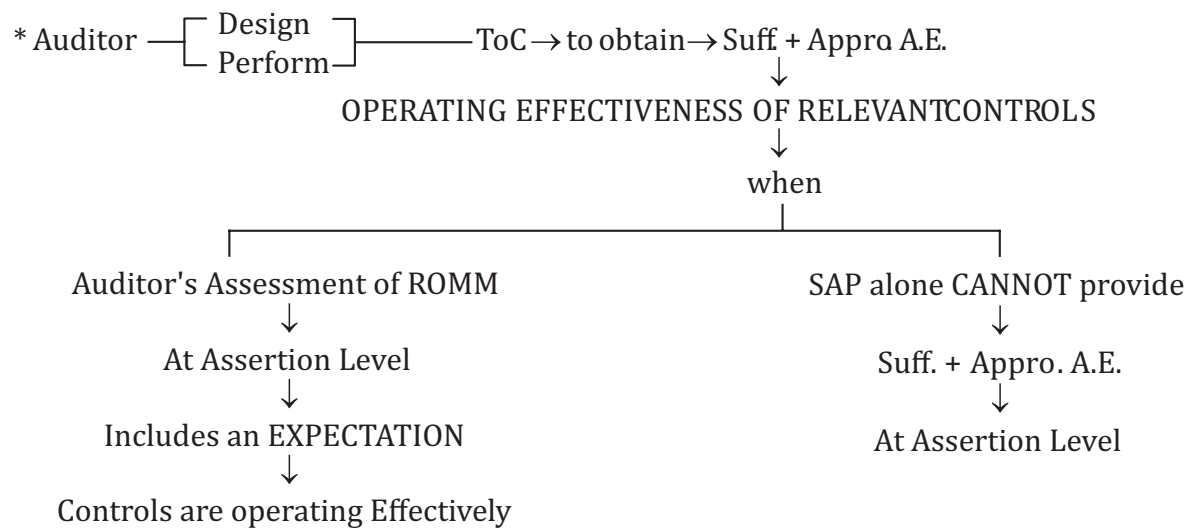 * Auditor Design Perform ToC → to obtain → Suff. + Appro. A.E.
↓
OPERATING EFFECTIVENESS OF RELEVANTCONTROLS
↓
when
Auditor's Assessment of ROMM
↓
At Assertion Level
↓
Includes an EXPECTATION
↓
Controls are operating Effectively
SAP alone CANNOT provide
↓
Suff. + Appro. A.E.
↓
At Assertion Level